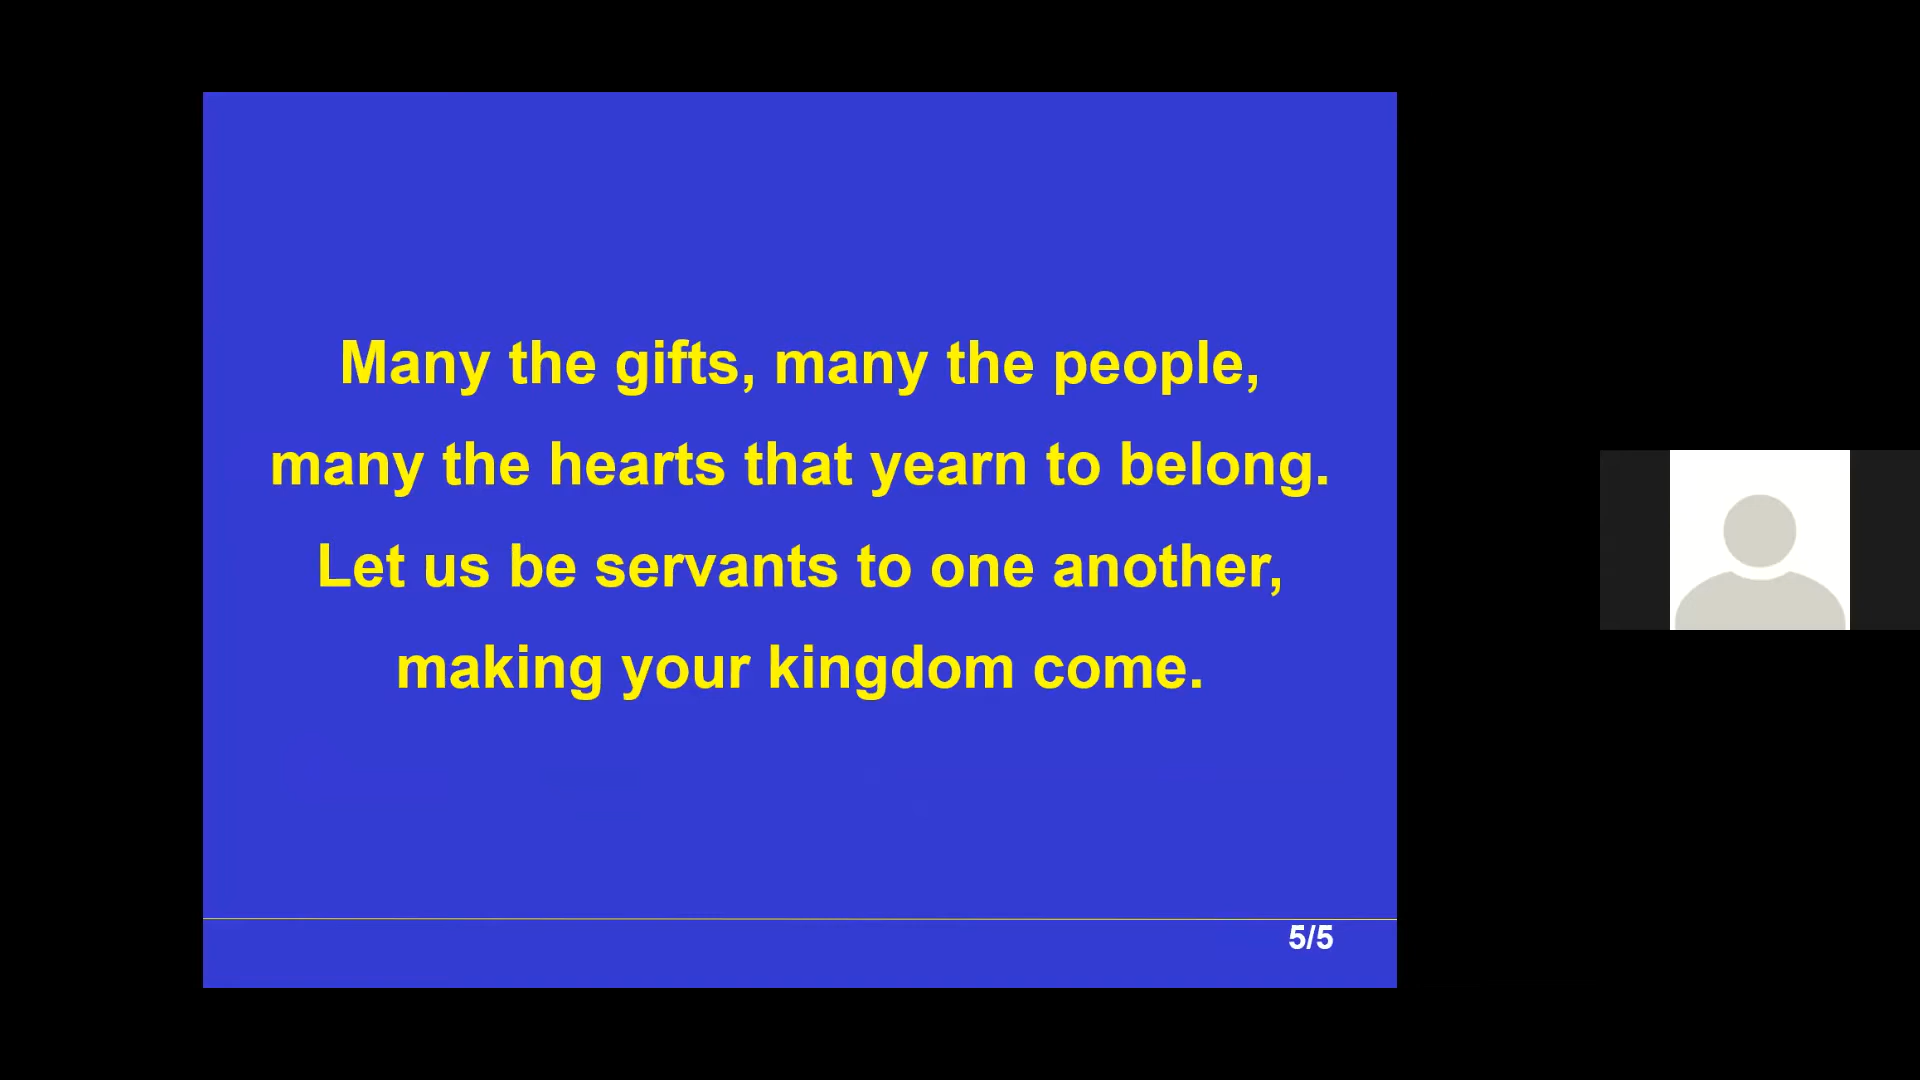 Many the gifts, many the people,
many the hearts that yearn to belong.
Let us be servants to one another,
making your kingdom come.
5/5